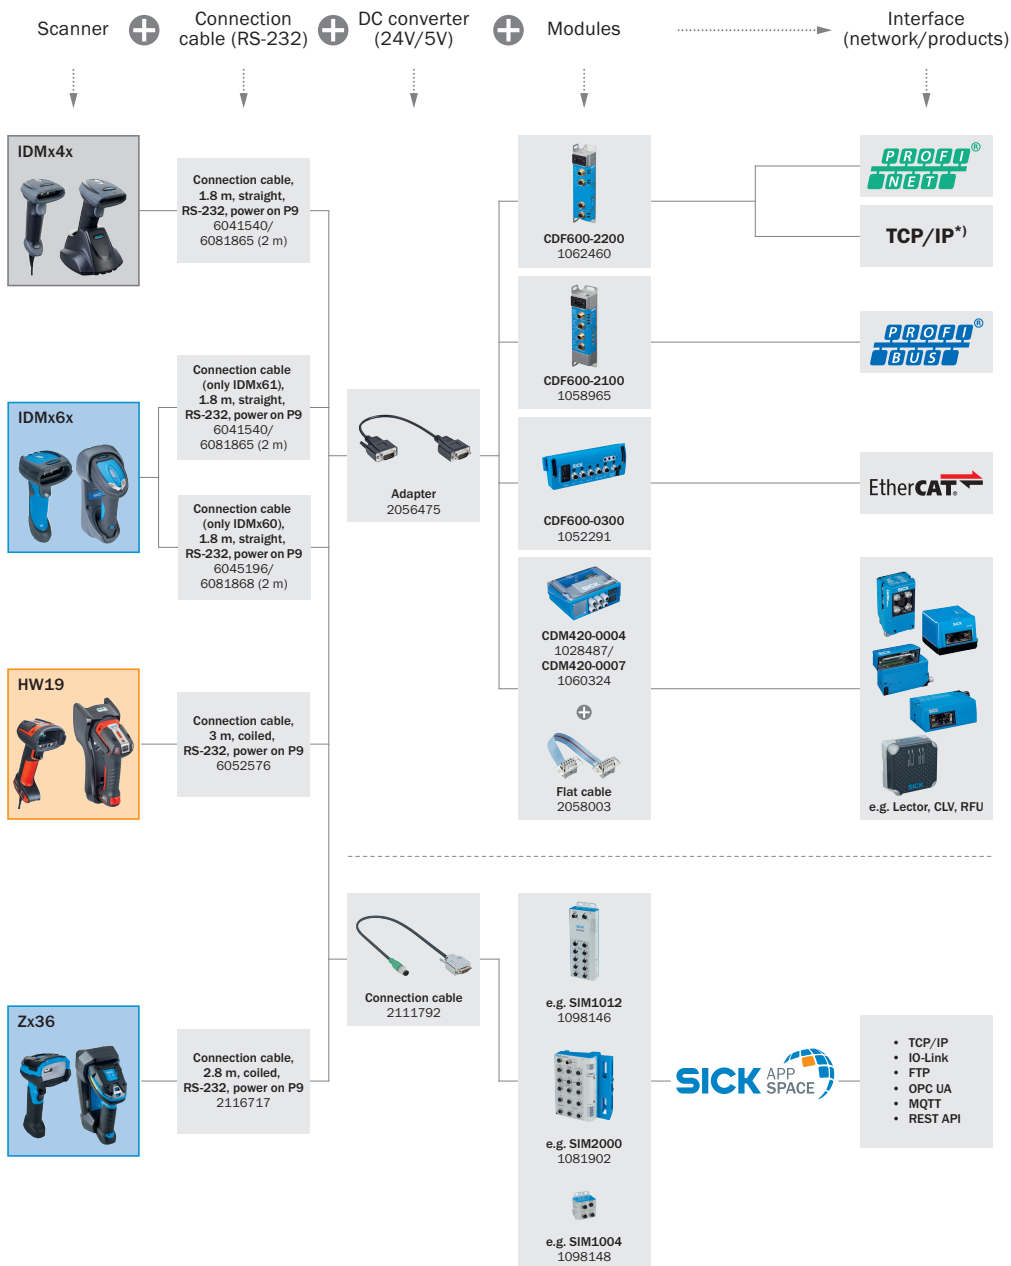 Scanner
Connection
cable (RS-232)
DC converter
(24V/5V)
Modules
Interface
(network/products)
IDMx4x
Connection cable,
1.8 m, straight,
RS-232, power on P9
6041540/
6081865 (2 m)
CDF600-2200
1062460
PROFI®
NET
TCP/IP*)
IDMx6x
Connection cable
(only IDMx61),
1.8 m, straight,
RS-232, power on P9
6041540/
6081865 (2 m)
Connection cable
(only IDMx60),
1.8 m, straight,
RS-232, power on P9
6045196/
6081868 (2 m)
Adapter
2056475
CDF600-2100
1058965
PROFI®
BUS
SICK
CDF600-0300
1052291
EtherCAT®
HW19
Connection cable,
3 m, coiled,
RS-232, power on P9
6052576
SICK
CDM420-0004
1028487/
CDM420-0007
1060324
Flat cable
2058003
SICK
SICK
SICK
SICK
e.g. Lector, CLV, RFU
Zx36
Connection cable,
2.8 m, coiled,
RS-232, power on P9
2116717
Connection cable
2111792
SICK
e.g. SIM1012
1098146
e.g. SIM2000
1081902
e.g. SIM1004
1098148
SICK APP
SPACE
• TCP/IP
• IO-Link
• FTP
• OPC UA
• MQTT
• REST API